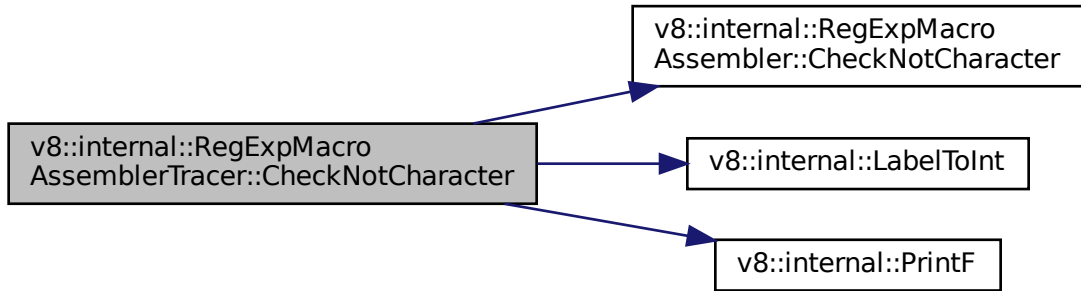 v8::internal::RegExpMacro
AssemblerTracer::CheckNotCharacter
v8::internal::RegExpMacro
Assembler::CheckNotCharacter
v8::internal::LabelToInt
v8::internal::PrintF